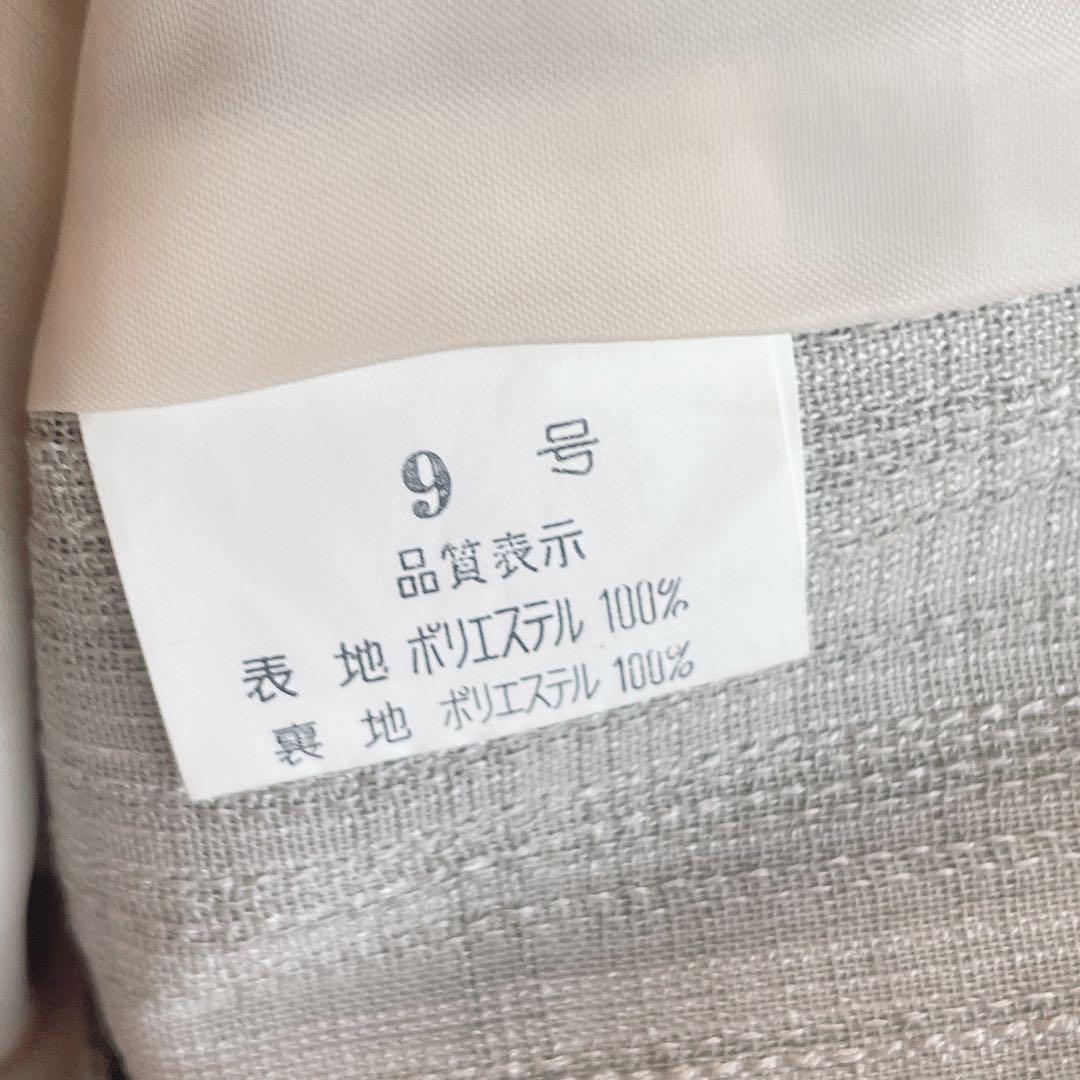 9 号
品質表示
表 地 ポリエステル 100%
裏 地 ポリエステル 100%